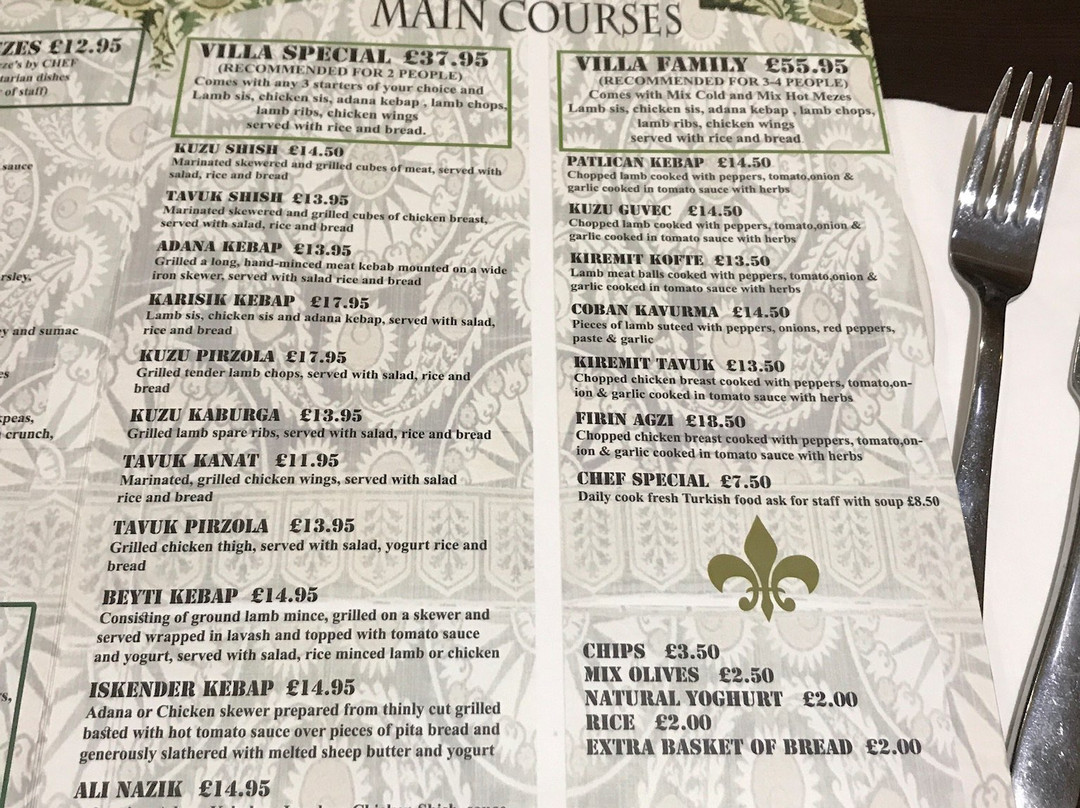 MAIN COURSES
ZES £12.95
ze's by CHEF
tarian dishes
of staff)
sauce
rsley,
ey and sumac
es
kpeas,
crunch,
VILLA SPECIAL £37.95
(RECOMMENDED FOR 2 PEOPLE)
Comes with any 3 starters of your choice and
Lamb sis, chicken sis, adana kebap , lamb chops,
lamb ribs, chicken wings
served with rice and bread.
KUZU SHISH £14.50
Marinated skewered and grilled cubes of meat, served with
salad, rice and bread
TAVUK SHISH £13.95
Marinated skewered and grilled cubes of chicken breast,
served with salad, rice and bread
ADANA KEBAP £13.95
Grilled a long, hand-minced meat kebab mounted on a wide
iron skewer, served with salad rice and bread
KARISIK KEBAP £17.95
Lamb sis, chicken sis and adana kebap, served with salad,
rice and bread
KUZU PIRZOLA £17.95
Grilled tender lamb chops, served with salad, rice and
bread
KUZU KABURGA £13.95
Grilled lamb spare ribs, served with salad, rice and bread
TAVUK KANAT £11.95
Marinated, grilled chicken wings, served with salad
rice and bread
TAVUK PIRZOLA £13.95
Grilled chicken thigh, served with salad, yogurt rice and
bread
BEYTI KEBAP £14.95
Consisting of ground lamb mince, grilled on a skewer and
served wrapped in lavash and topped with tomato sauce
and yogurt, served with salad, rice minced lamb or chicken
ISKENDER KEBAP £14.95
Adana or Chicken skewer prepared from thinly cut grilled
basted with hot tomato sauce over pieces of pita bread and
generously slathered with melted sheep butter and yogurt
ALI NAZIK £14.95
VILLA FAMILY £55.95
(RECOMMENDED FOR 3-4 PEOPLE)
Comes with Mix Cold and Mix Hot Mezes
Lamb sis, chicken sis, adana kebap , lamb chops,
lamb ribs, chicken wings
served with rice and bread
PATLICAN KEBAP £14.50
Chopped lamb cooked with peppers, tomato,onion &
garlic cooked in tomato sauce with herbs
KUZU GUVEC £14.50
Chopped lamb cooked with peppers, tomato,onion &
garlic cooked in tomato sauce with herbs
KIREMIT KOFTE £13.50
Lamb meat balls cooked with peppers, tomato,onion &
garlic cooked in tomato sauce with herbs
COBAN KAVURMA £14.50
Pieces of lamb suteed with peppers, onions, red peppers,
paste & garlic
KIREMIT TAVUK £13.50
Chopped chicken breast cooked with peppers, tomato,on-
ion & garlic cooked in tomato sauce with herbs
FIRIN AGZI £18.50
Chopped chicken breast cooked with peppers, tomato,on-
ion & garlic cooked in tomato sauce with herbs
CHEF SPECIAL £7.50
Daily cook fresh Turkish food ask for staff with soup £8.50
CHIPS £3.50
MIX OLIVES £2.50
NATURAL YOGHURT £2.00
RICE £2.00
EXTRA BASKET OF BREAD £2.00